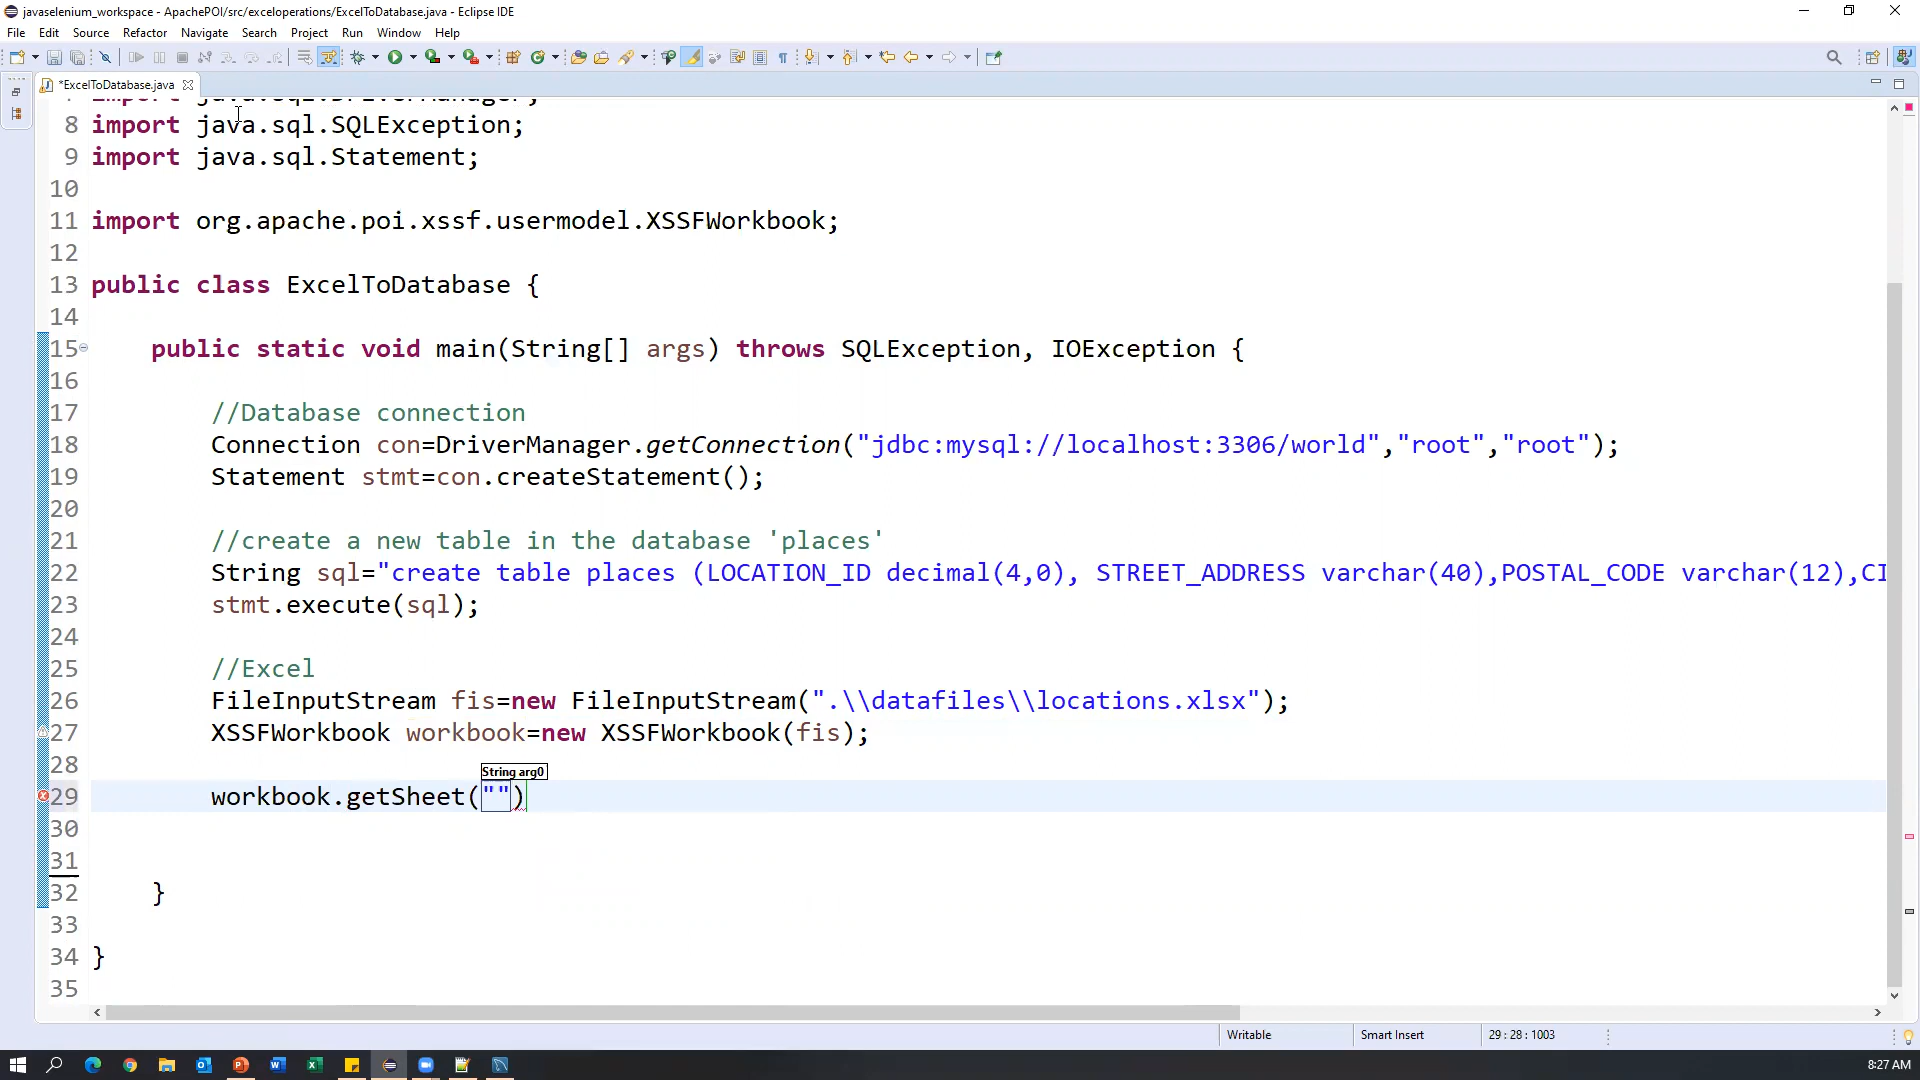 javaselenium_workspace - ApachePOI/src/exceloperations/ExcelToDatabase.java - Eclipse IDE
File Edit Source Refactor Navigate Search Project Run Window Help
*ExcelToDatabase.java
import java.sql.DriverManager;
8 import java.sql.SQLException;
9 import java.sql.Statement;
10
11 import org.apache.poi.xssf.usermodel.XSSFWorkbook;
12
13 public class ExcelToDatabase {
14
15 public static void main(String[] args) throws SQLException, IOException {
16
17 //Database connection
18 Connection con=DriverManager.getConnection("jdbc:mysql://localhost:3306/world","root","root");
19 Statement stmt=con.createStatement();
20
21 //create a new table in the database 'places'
22 String sql="create table places (LOCATION_ID decimal(4,0), STREET_ADDRESS varchar(40),POSTAL_CODE varchar(12),CI
23 stmt.execute(sql);
24
25 //Excel
26 FileInputStream fis=new FileInputStream(".\\datafiles\\locations.xlsx");
27 XSSFWorkbook workbook=new XSSFWorkbook(fis);
28
String arg0
29 workbook.getSheet("")
30
31
32 }
33
34 }
35
Writable Smart Insert 29 : 28 : 1003
8:27 AM